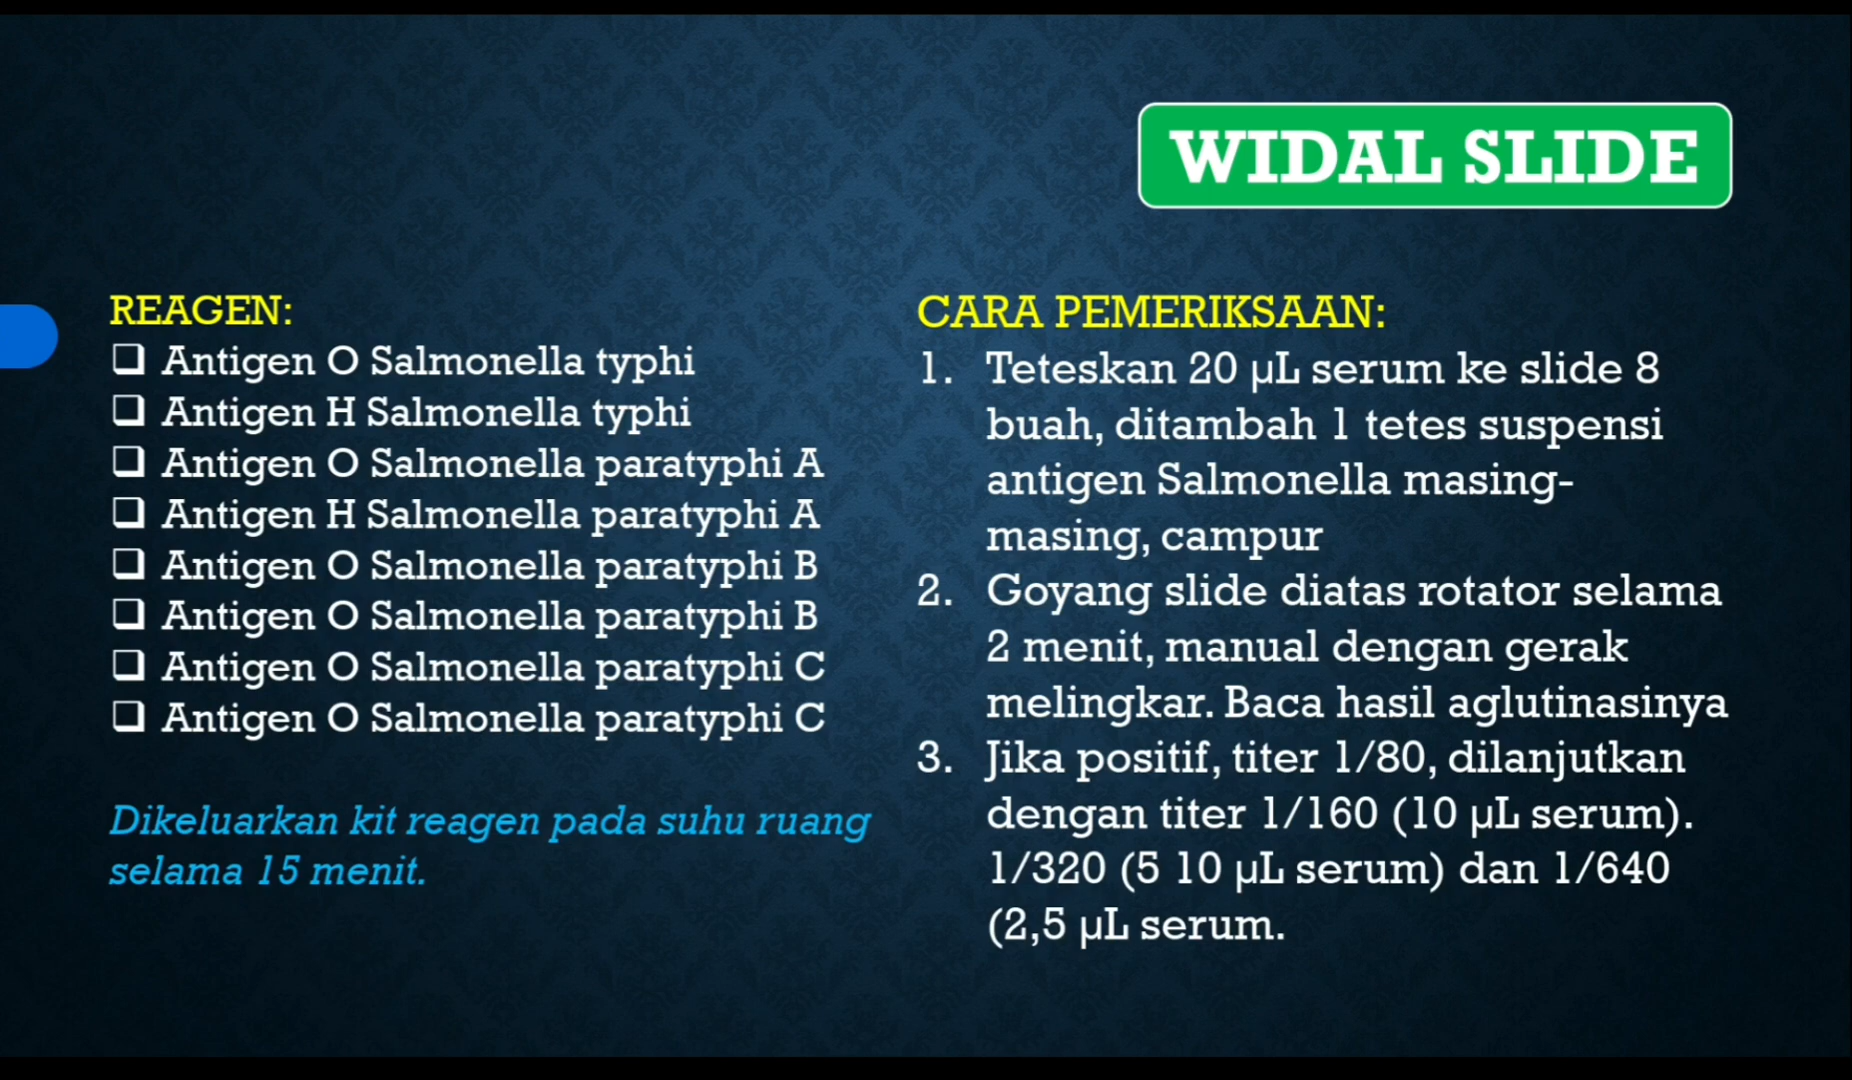 WIDAL SLIDE
REAGEN:
Antigen O Salmonella typhi
Antigen H Salmonella typhi
Antigen O Salmonella paratyphi A
Antigen H Salmonella paratyphi A
Antigen O Salmonella paratyphi B
Antigen O Salmonella paratyphi B
Antigen O Salmonella paratyphi C
Antigen O Salmonella paratyphi C
Dikeluarkan kit reagen pada suhu ruang
selama 15 menit.
CARA PEMERIKSAAN:
1. Teteskan 20 µL serum ke slide 8
buah, ditambah 1 tetes suspensi
antigen Salmonella masing-
masing, campur
2. Goyang slide diatas rotator selama
2 menit, manual dengan gerak
melingkar. Baca hasil aglutinasinya
3. Jika positif, titer 1/80, dilanjutkan
dengan titer 1/160 (10 µL serum).
1/320 (5 10 µL serum) dan 1/640
(2,5 µL serum.